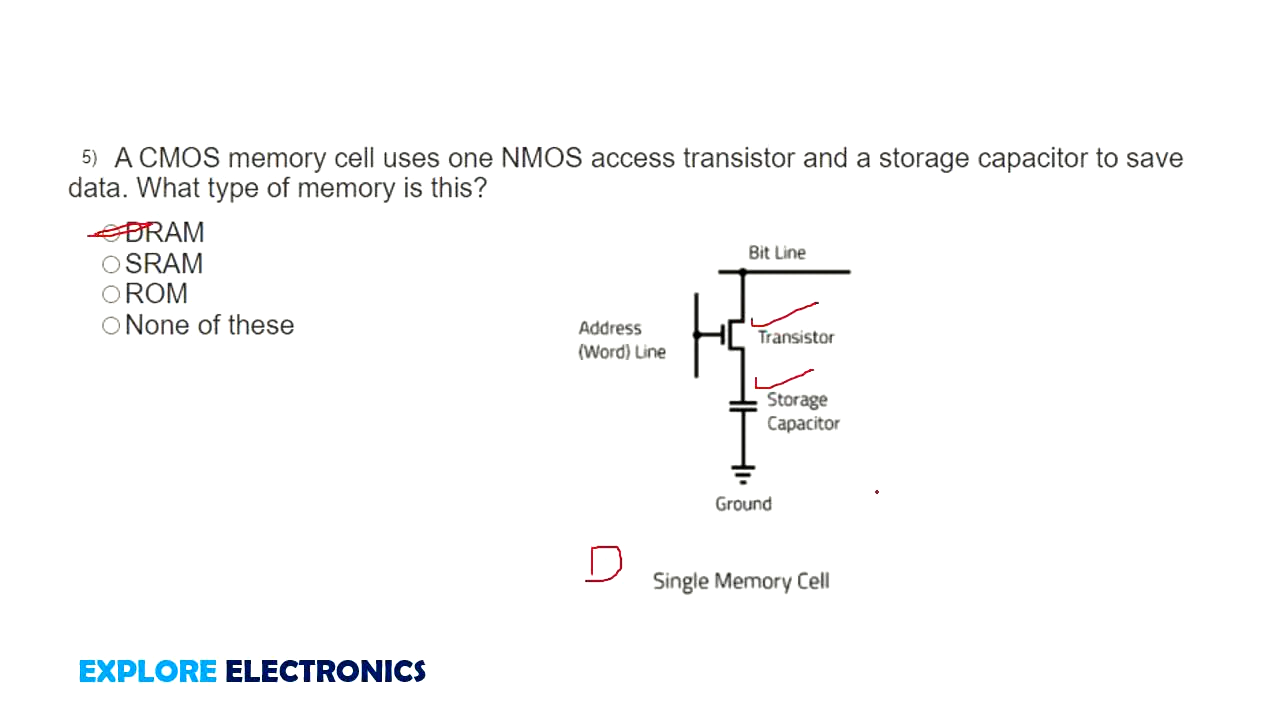 5) A CMOS memory cell uses one NMOS access transistor and a storage capacitor to save
data. What type of memory is this?
DRAM
SRAM
ROM
None of these
Bit Line
Address
(Word) Line
Transistor
Storage
Capacitor
Ground
D
Single Memory Cell
EXPLORE ELECTRONICS